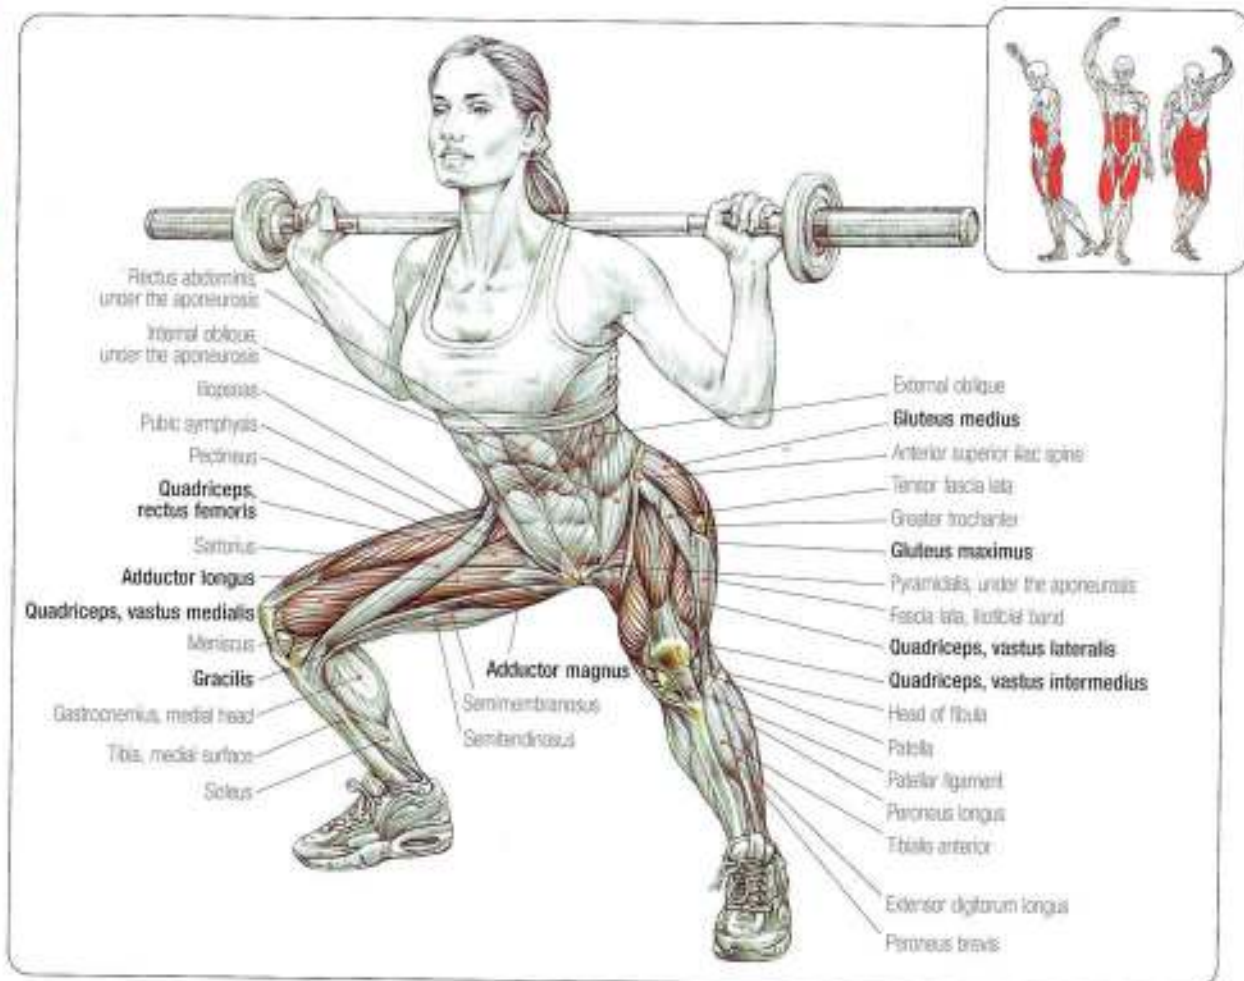 Rectus abdominis,
under the aponeurosis
Internal oblique,
under the aponeurosis
Iliopsoas
Pubic symphysis
Pectineus
Quadriceps,
rectus femoris
Sartorius
Adductor longus
Quadriceps, vastus medialis
Meniscus
Gracilis
Gastrocnemius, medial head
Tibia, medial surface
Soleus
Adductor magnus
Semimembranosus
Semitendinosus
External oblique
Gluteus medius
Anterior superior iliac spine
Tensor fascia lata
Greater trochanter
Gluteus maximus
Pyramidalis, under the aponeurosis
Fascia lata, iliotibial band
Quadriceps, vastus lateralis
Quadriceps, vastus intermedius
Head of fibula
Patella
Patellar ligament
Peroneus longus
Tibialis anterior
Extensor digitorum longus
Peroneus brevis